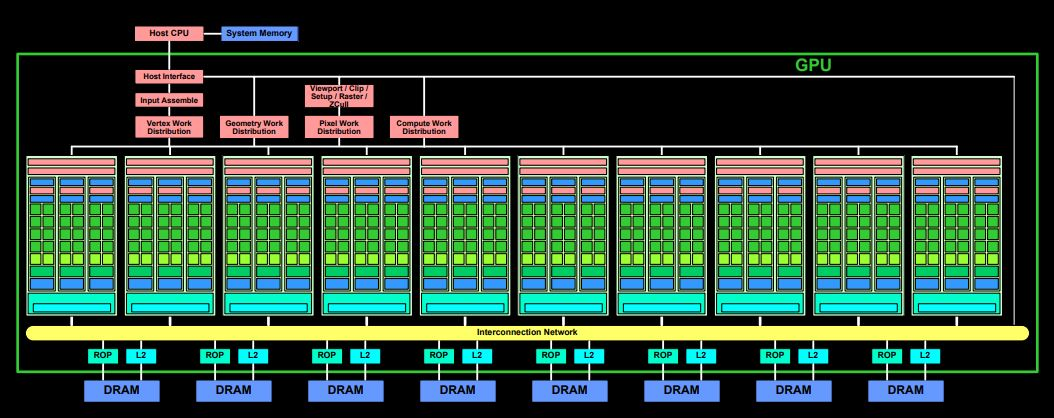 Host CPU
System Memory
GPU
Host Interface
Input Assemble
Viewport / Clip /
Setup / Raster /
ZCull
Vertex Work
Distribution
Geometry Work
Distribution
Pixel Work
Distribution
Compute Work
Distribution
Interconnection Network
ROP
L2
ROP
L2
ROP
L2
ROP
L2
ROP
L2
ROP
L2
ROP
L2
ROP
L2
DRAM
DRAM
DRAM
DRAM
DRAM
DRAM
DRAM
DRAM